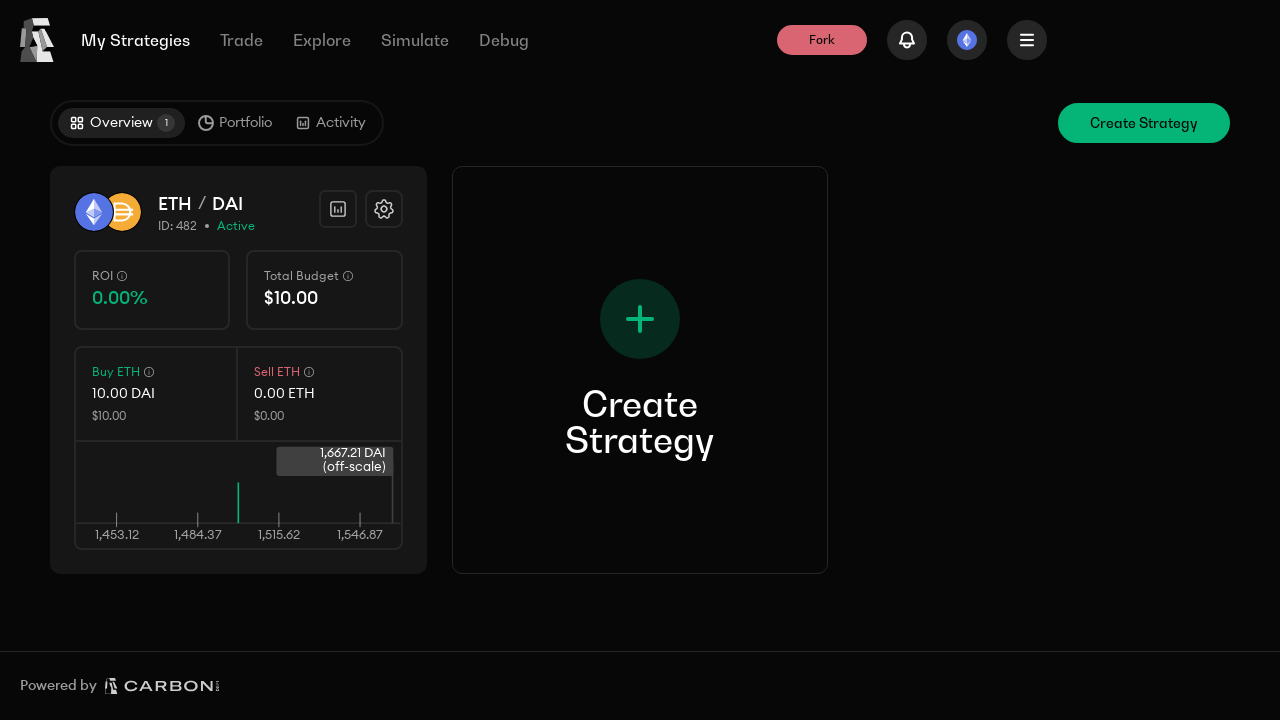 My Strategies Trade Explore Simulate Debug Fork
Overview 1 Portfolio Activity Create Strategy
ETH / DAI
ID: 482 • Active
ROI Total Budget
0.00% $10.00
Buy ETH Sell ETH
10.00 DAI 0.00 ETH
$10.00 $0.00
1,667.21 DAI
(off-scale)
1,453.12 1,484.37 1,515.62 1,546.87
Create
Strategy
Powered by CARBON